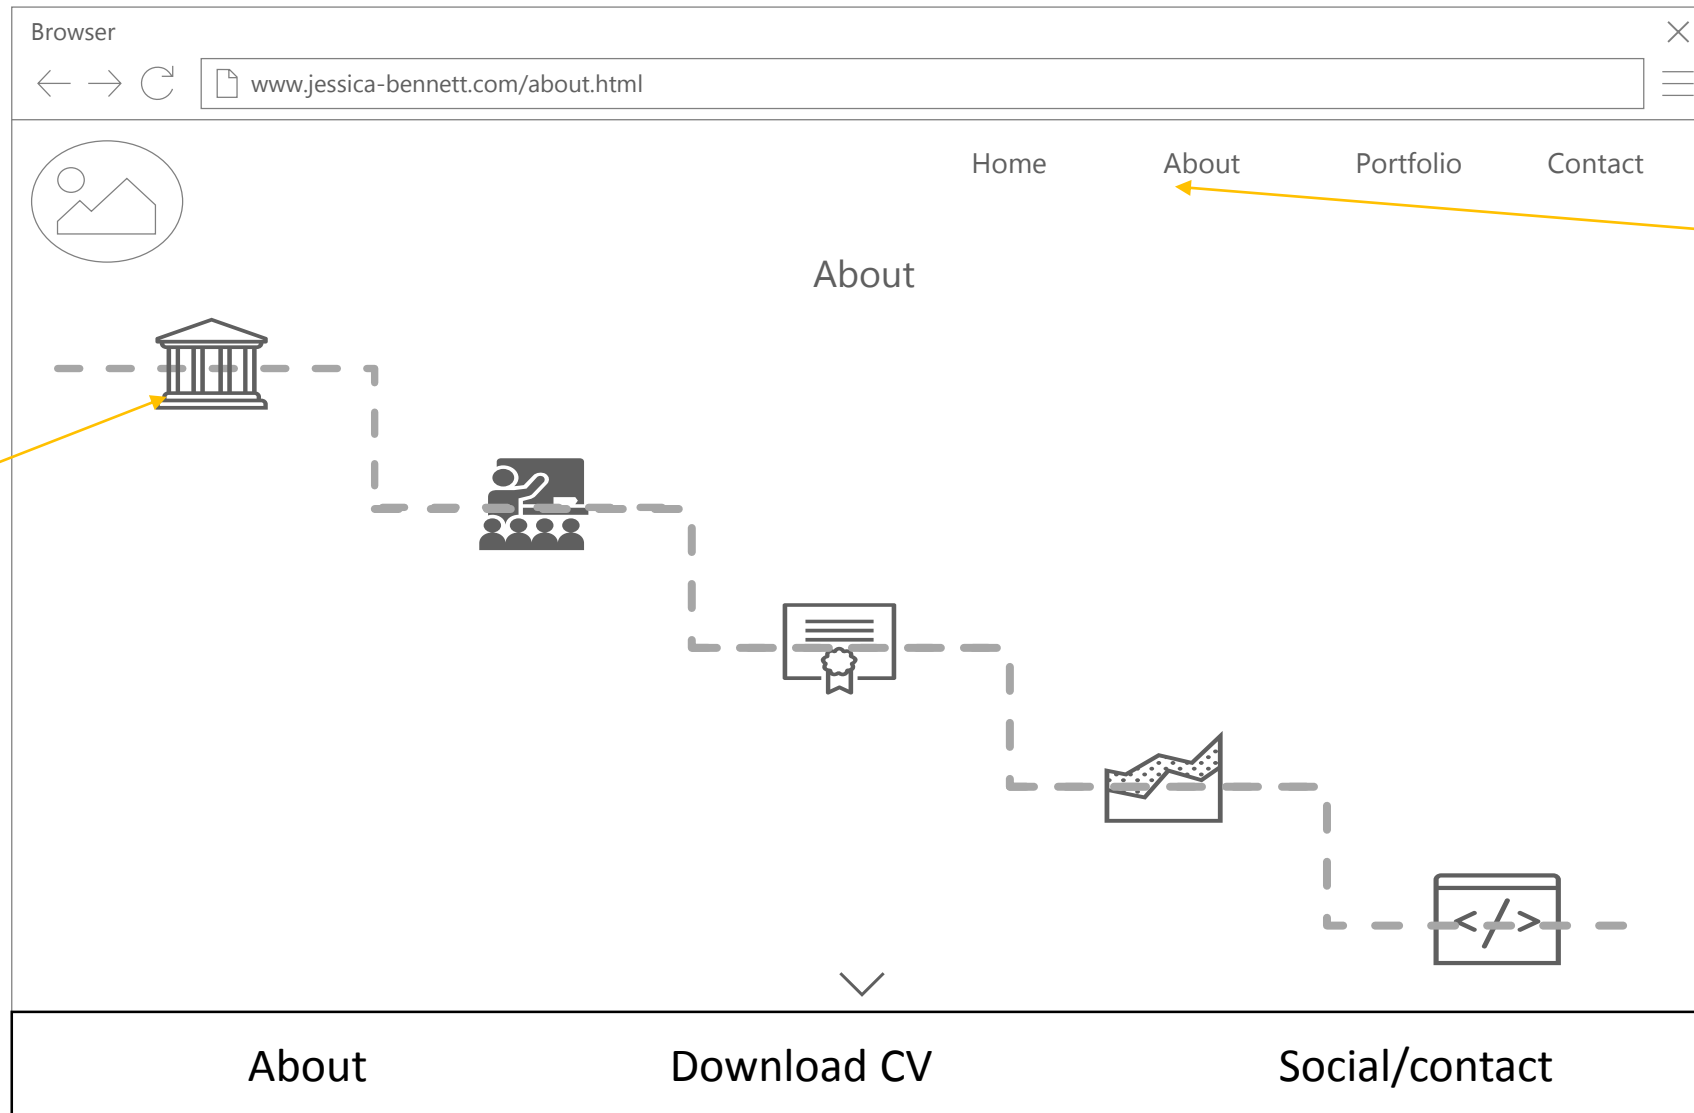 Browser
www.jessica-bennett.com/about.html
Home About Portfolio Contact
About
</>
About Download CV Social/contact